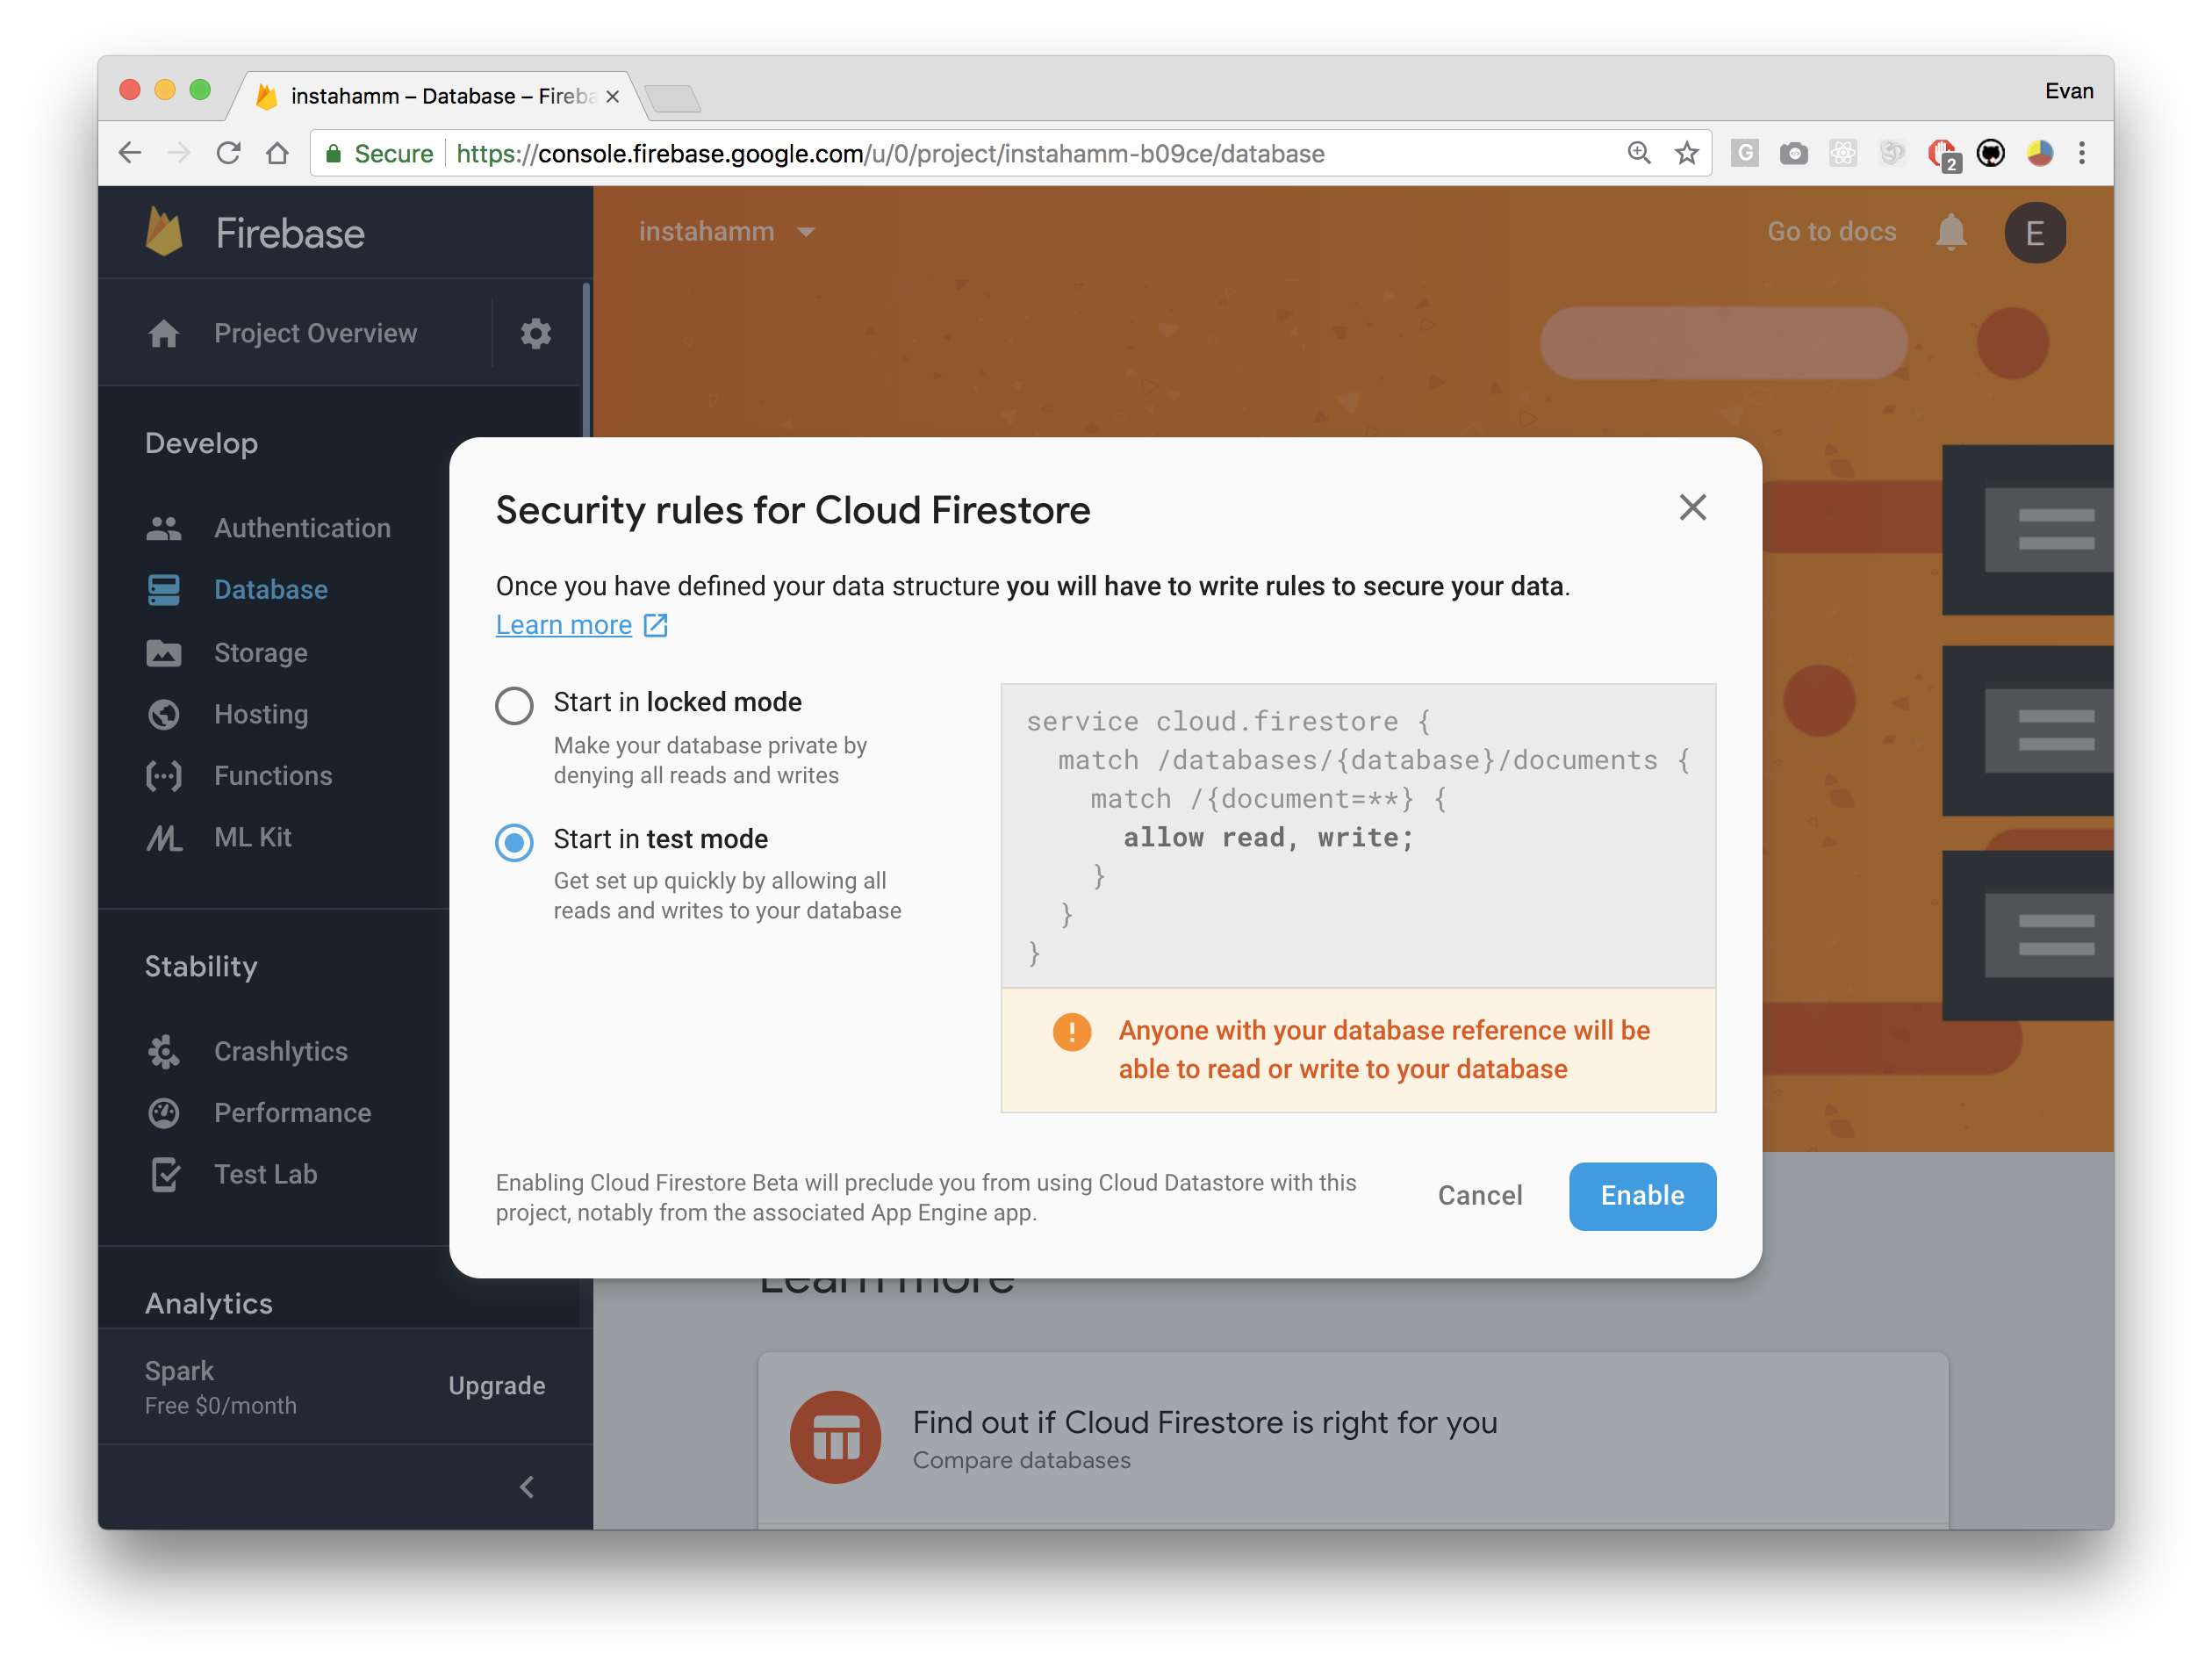 instahamm – Database – Fireba
Evan
Secure
https://console.firebase.google.com/u/0/project/instahamm-b09ce/database
G
2
Firebase
instahamm
Go to docs
E
Project Overview
Develop
Authentication
Database
Storage
Hosting
Functions
ML Kit
Stability
Crashlytics
Performance
Test Lab
Analytics
Spark
Free $0/month
Upgrade
Security rules for Cloud Firestore
Once you have defined your data structure you will have to write rules to secure your data.
Learn more
Start in locked mode
Make your database private by
denying all reads and writes
Start in test mode
Get set up quickly by allowing all
reads and writes to your database
service cloud.firestore {
match /databases/{database}/documents {
match /{document=**} {
allow read, write;
}
}
}
Anyone with your database reference will be
able to read or write to your database
Enabling Cloud Firestore Beta will preclude you from using Cloud Datastore with this
project, notably from the associated App Engine app.
Cancel
Enable
Learn more
Find out if Cloud Firestore is right for you
Compare databases